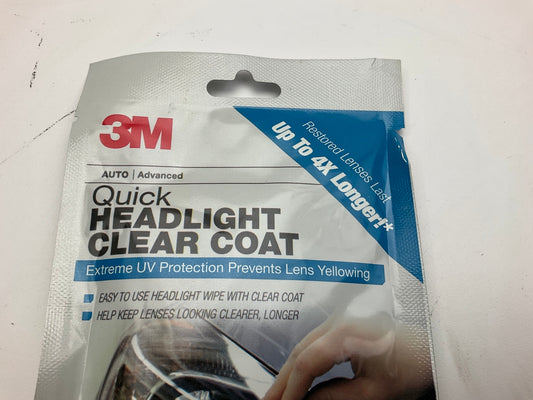 3M
Restored Lenses Last
Up To 4X Longer!*
AUTO | Advanced
Quick
HEADLIGHT
CLEAR COAT
Extreme UV Protection Prevents Lens Yellowing
EASY TO USE HEADLIGHT WIPE WITH CLEAR COAT
HELP KEEP LENSES LOOKING CLEARER, LONGER